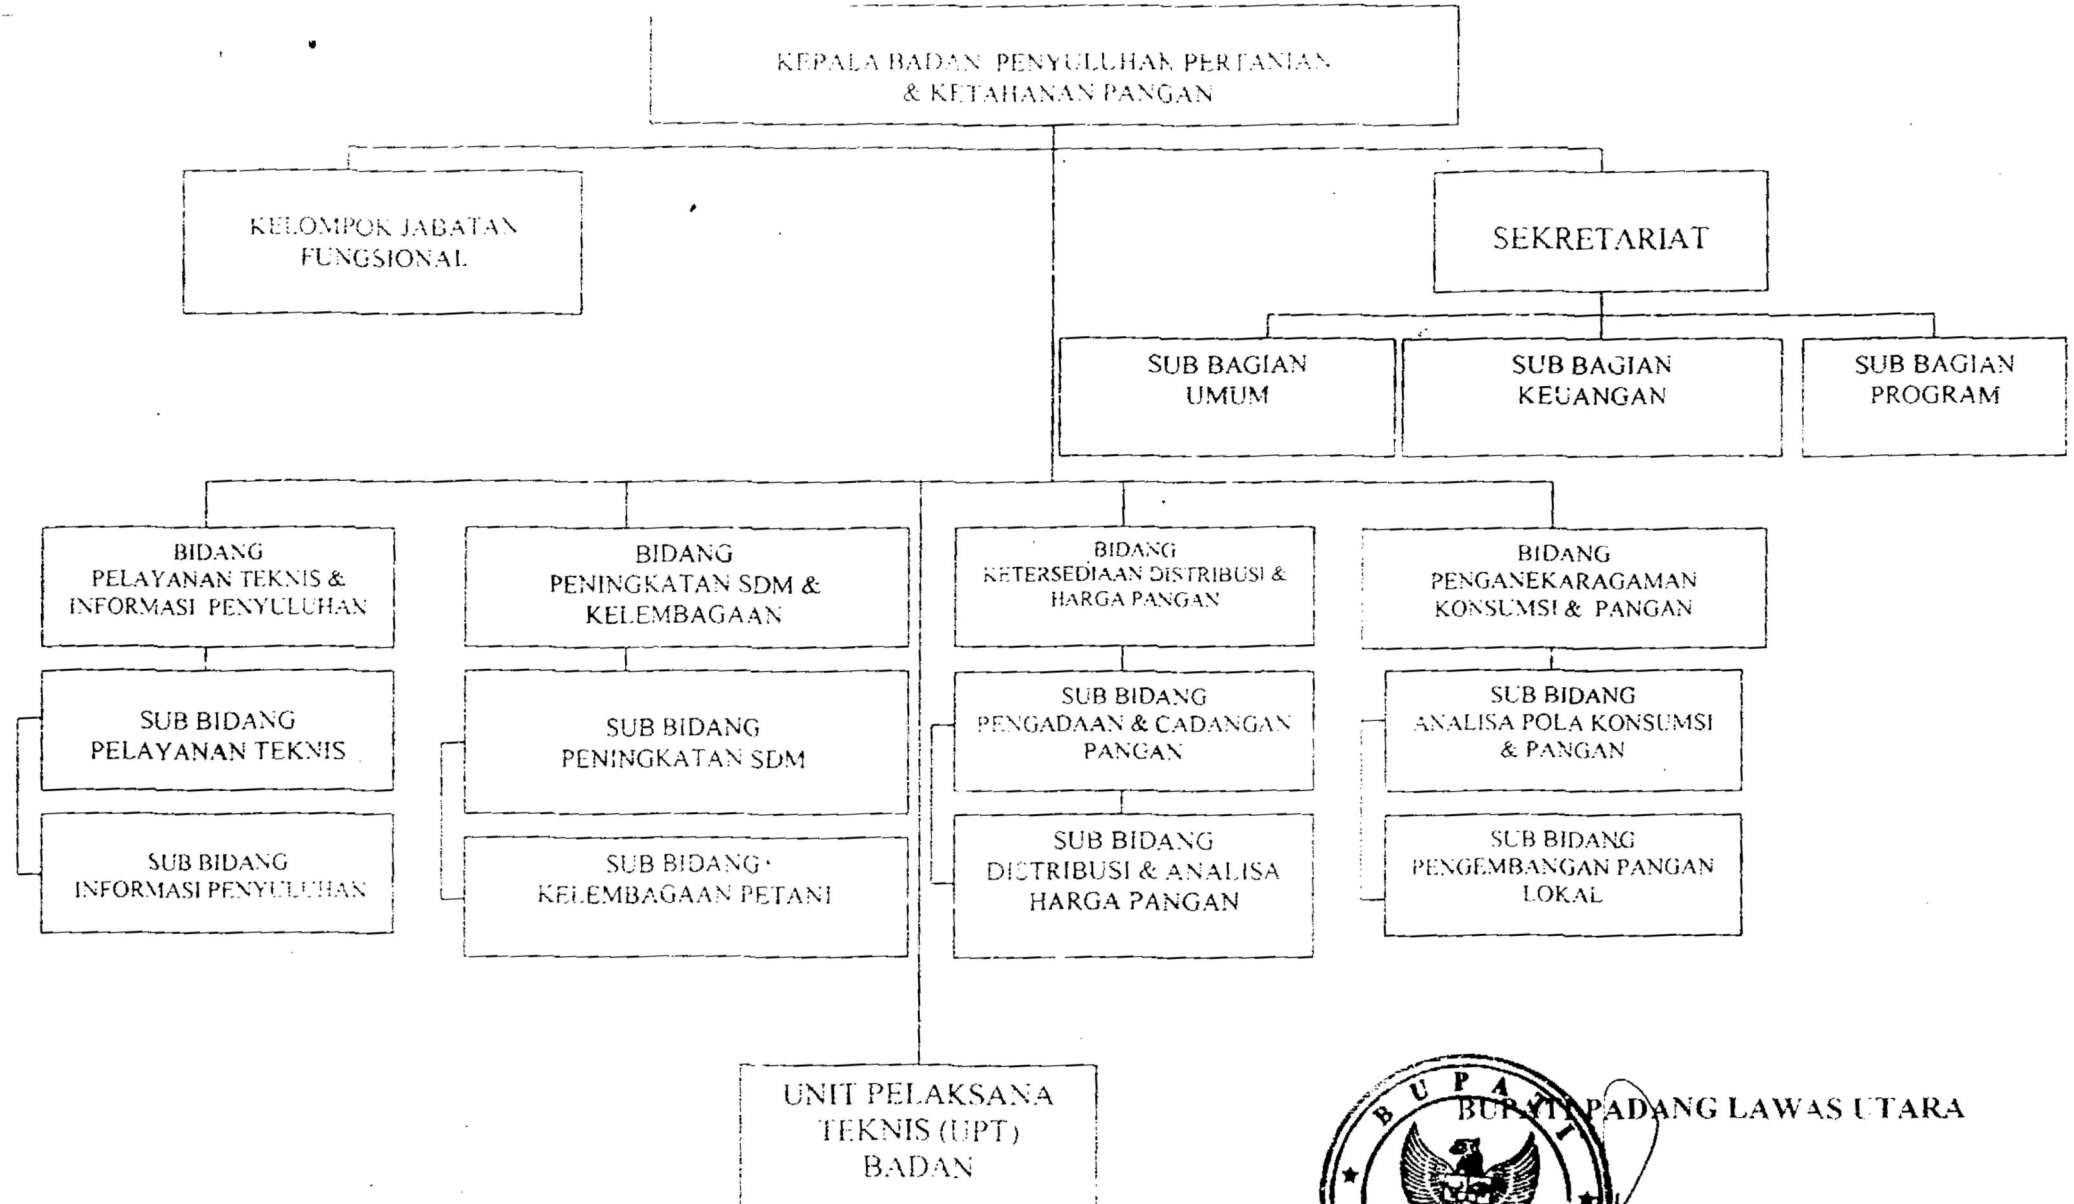 KEPALA BADAN PENYULUHAN PERTANIAN
& KETAHANAN PANGAN
KELOMPOK JABATAN
FUNGSIONAL
SEKRETARIAT
SUB BAGIAN
UMUM
SUB BAGIAN
KEUANGAN
SUB BAGIAN
PROGRAM
BIDANG
PELAYANAN TEKNIS &
INFORMASI PENYULUHAN
BIDANG
PENINGKATAN SDM &
KELEMBAGAAN
BIDANG
KETERSEDIAAN DISTRIBUSI &
HARGA PANGAN
BIDANG
PENGANEKARAGAMAN
KONSUMSI & PANGAN
SUB BIDANG
PELAYANAN TEKNIS
SUB BIDANG
PENINGKATAN SDM
SUB BIDANG
PENGADAAN & CADANGAN
PANGAN
SUB BIDANG
ANALISA POLA KONSUMSI
& PANGAN
SUB BIDANG
INFORMASI PENYULUHAN
SUB BIDANG
KELEMBAGAAN PETANI
SUB BIDANG
DISTRIBUSI & ANALISA
HARGA PANGAN
SUB BIDANG
PENGEMBANGAN PANGAN
LOKAL
UNIT PELAKSANA
TEKNIS (UPT)
BADAN
BUPATI PADANG LAWAS UTARA
BUPATI